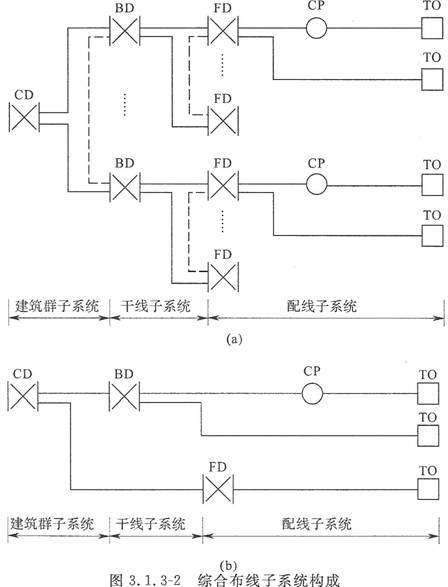 BD FD CP TO
TO
CD FD
BD FD CP TO
TO
FD
建筑群子系统 干线子系统 配线子系统
(a)
CD BD CP TO
TO
FD TO
建筑群子系统 干线子系统 配线子系统
(b)
图 3.1.3-2 综合布线子系统构成